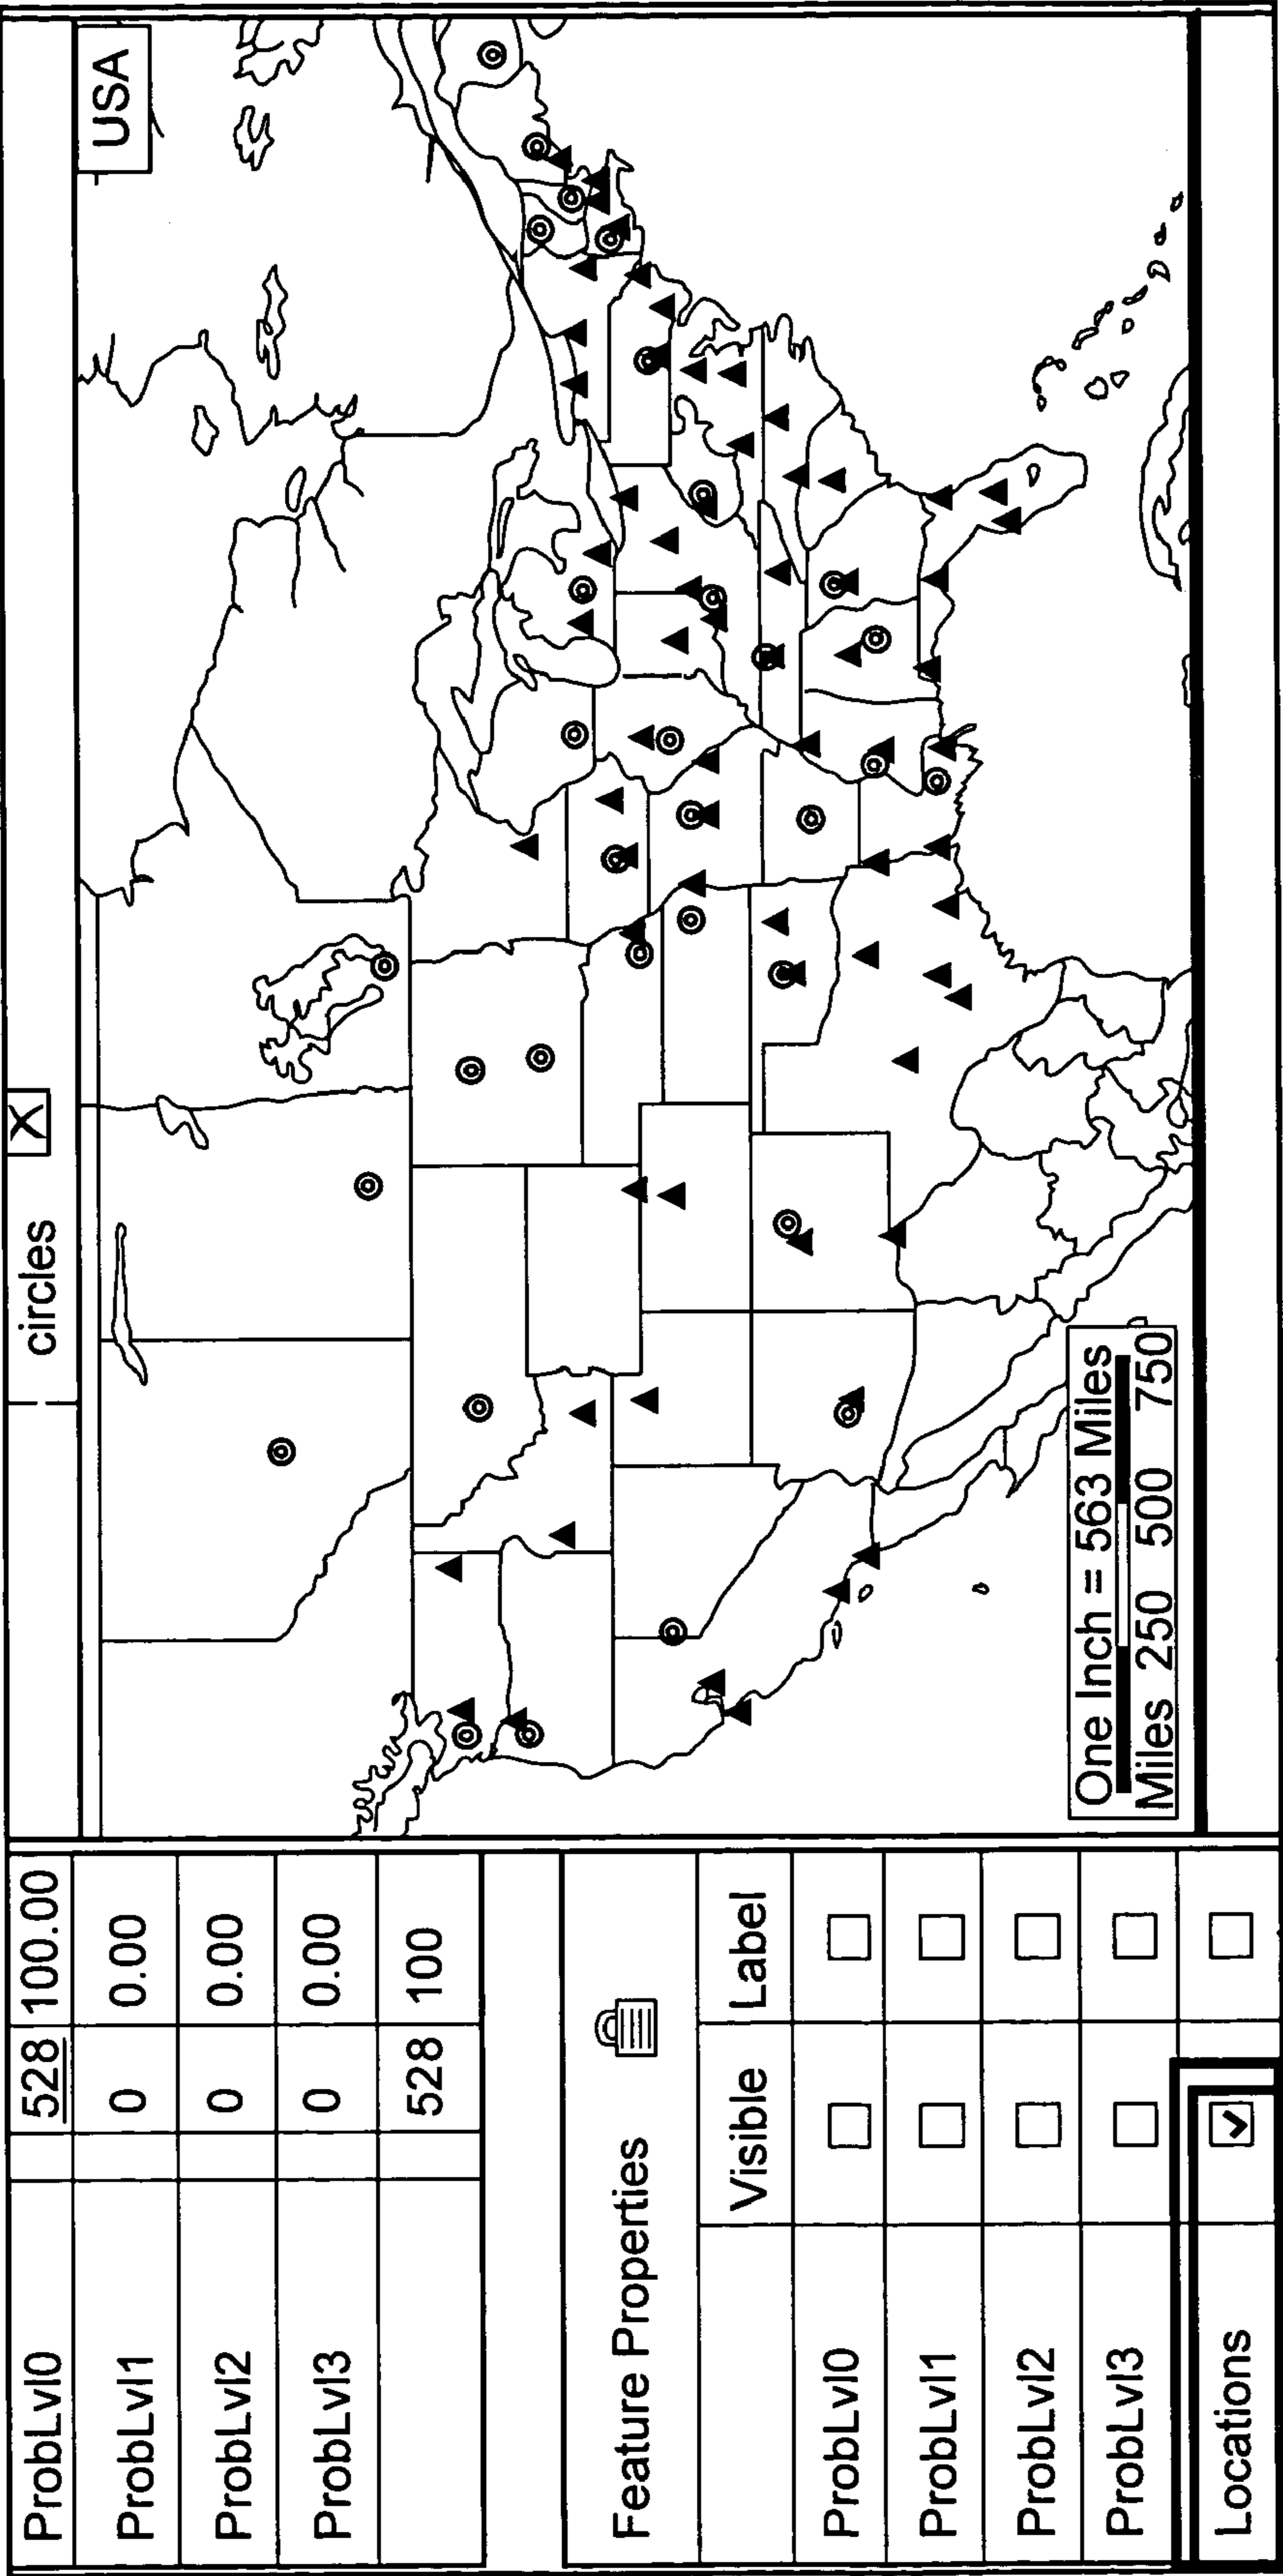 ProbLvl0 528 100.00
ProbLvl1 0 0.00
ProbLvl2 0 0.00
ProbLvl3 0 0.00
528 100
Feature Properties
Visible Label
ProbLvl0
ProbLvl1
ProbLvl2
ProbLvl3
Locations
circles X
USA
One Inch = 563 Miles
Miles 250 500 750